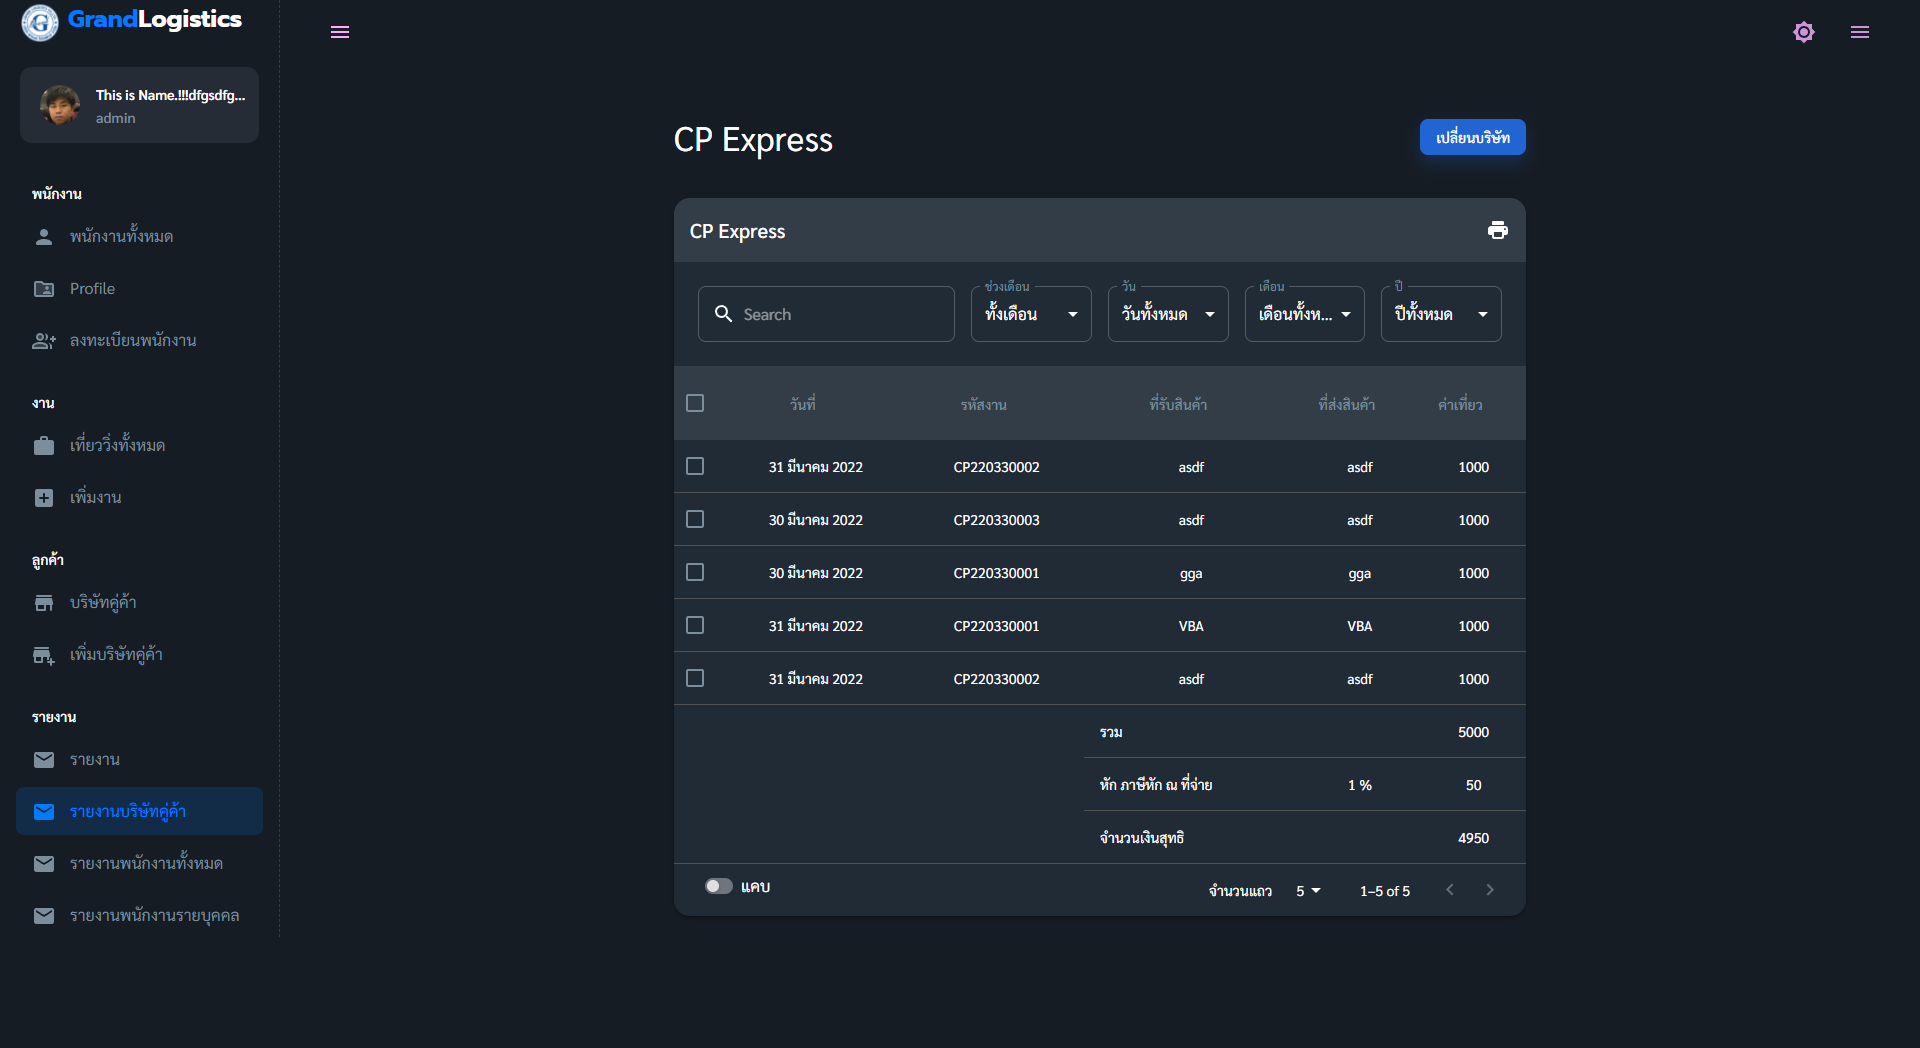 GrandLogistics
This is Name.!!!dfgsdfg...
admin
พนักงาน
พนักงานทั้งหมด
Profile
ลงทะเบียนพนักงาน
งาน
เที่ยววิ่งทั้งหมด
เพิ่มงาน
ลูกค้า
บริษัทคู่ค้า
เพิ่มบริษัทคู่ค้า
รายงาน
รายงาน
รายงานบริษัทคู่ค้า
รายงานพนักงานทั้งหมด
รายงานพนักงานรายบุคคล
CP Express
เปลี่ยนบริษัท
CP Express
Search
ช่วงเดือน
ทั้งเดือน
วัน
วันทั้งหมด
เดือน
เดือนทั้งห...
ปี
ปีทั้งหมด
วันที่ รหัสงาน ที่รับสินค้า ที่ส่งสินค้า ค่าเที่ยว
31 มีนาคม 2022 CP220330002 asdf asdf 1000
30 มีนาคม 2022 CP220330003 asdf asdf 1000
30 มีนาคม 2022 CP220330001 gga gga 1000
31 มีนาคม 2022 CP220330001 VBA VBA 1000
31 มีนาคม 2022 CP220330002 asdf asdf 1000
รวม 5000
หัก ภาษีหัก ณ ที่จ่าย 1 % 50
จำนวนเงินสุทธิ 4950
แคบ
จำนวนแถว 5 1–5 of 5